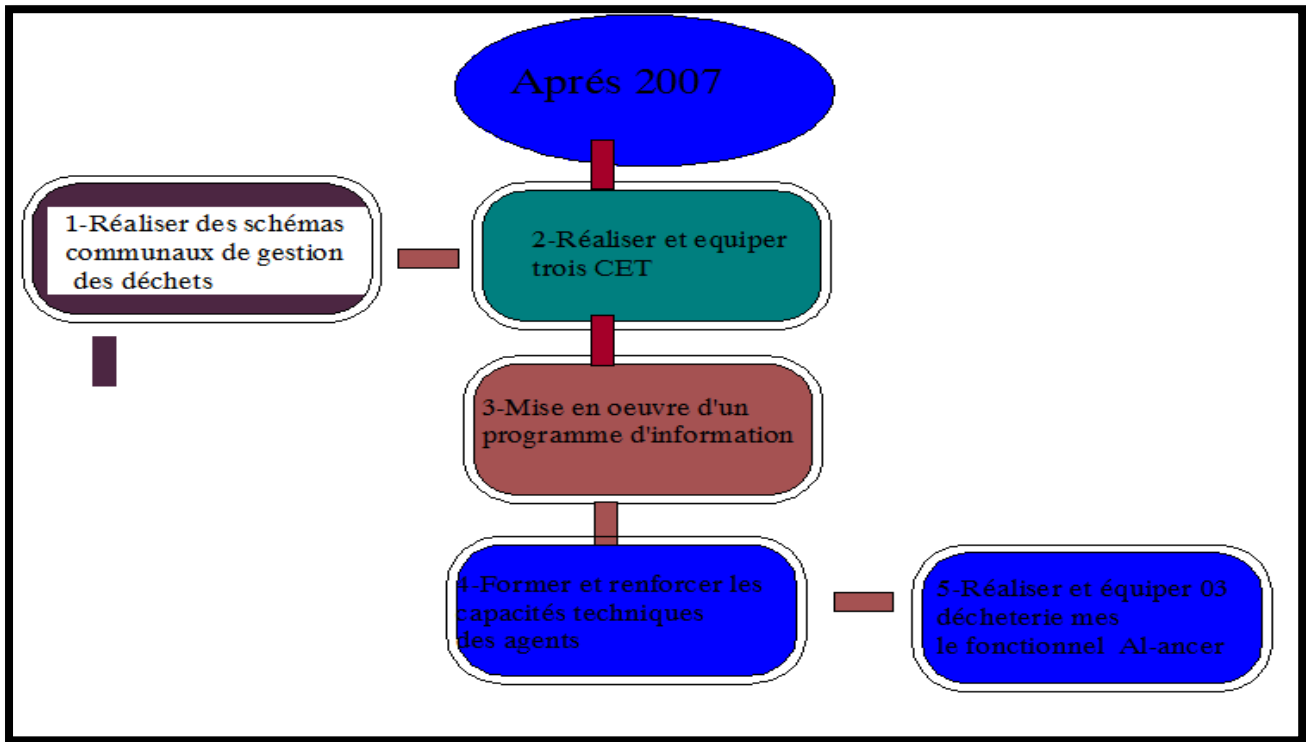 Aprés 2007
1-Réaliser des schémas
communaux de gestion
des déchets
2-Réaliser et equiper
trois CET
3-Mise en oeuvre d'un
programme d'information
4-Former et renforcer les
capacités techniques
des agents
5-Réaliser et équiper 03
décheterie mes
le fonctionnel Al-ancer